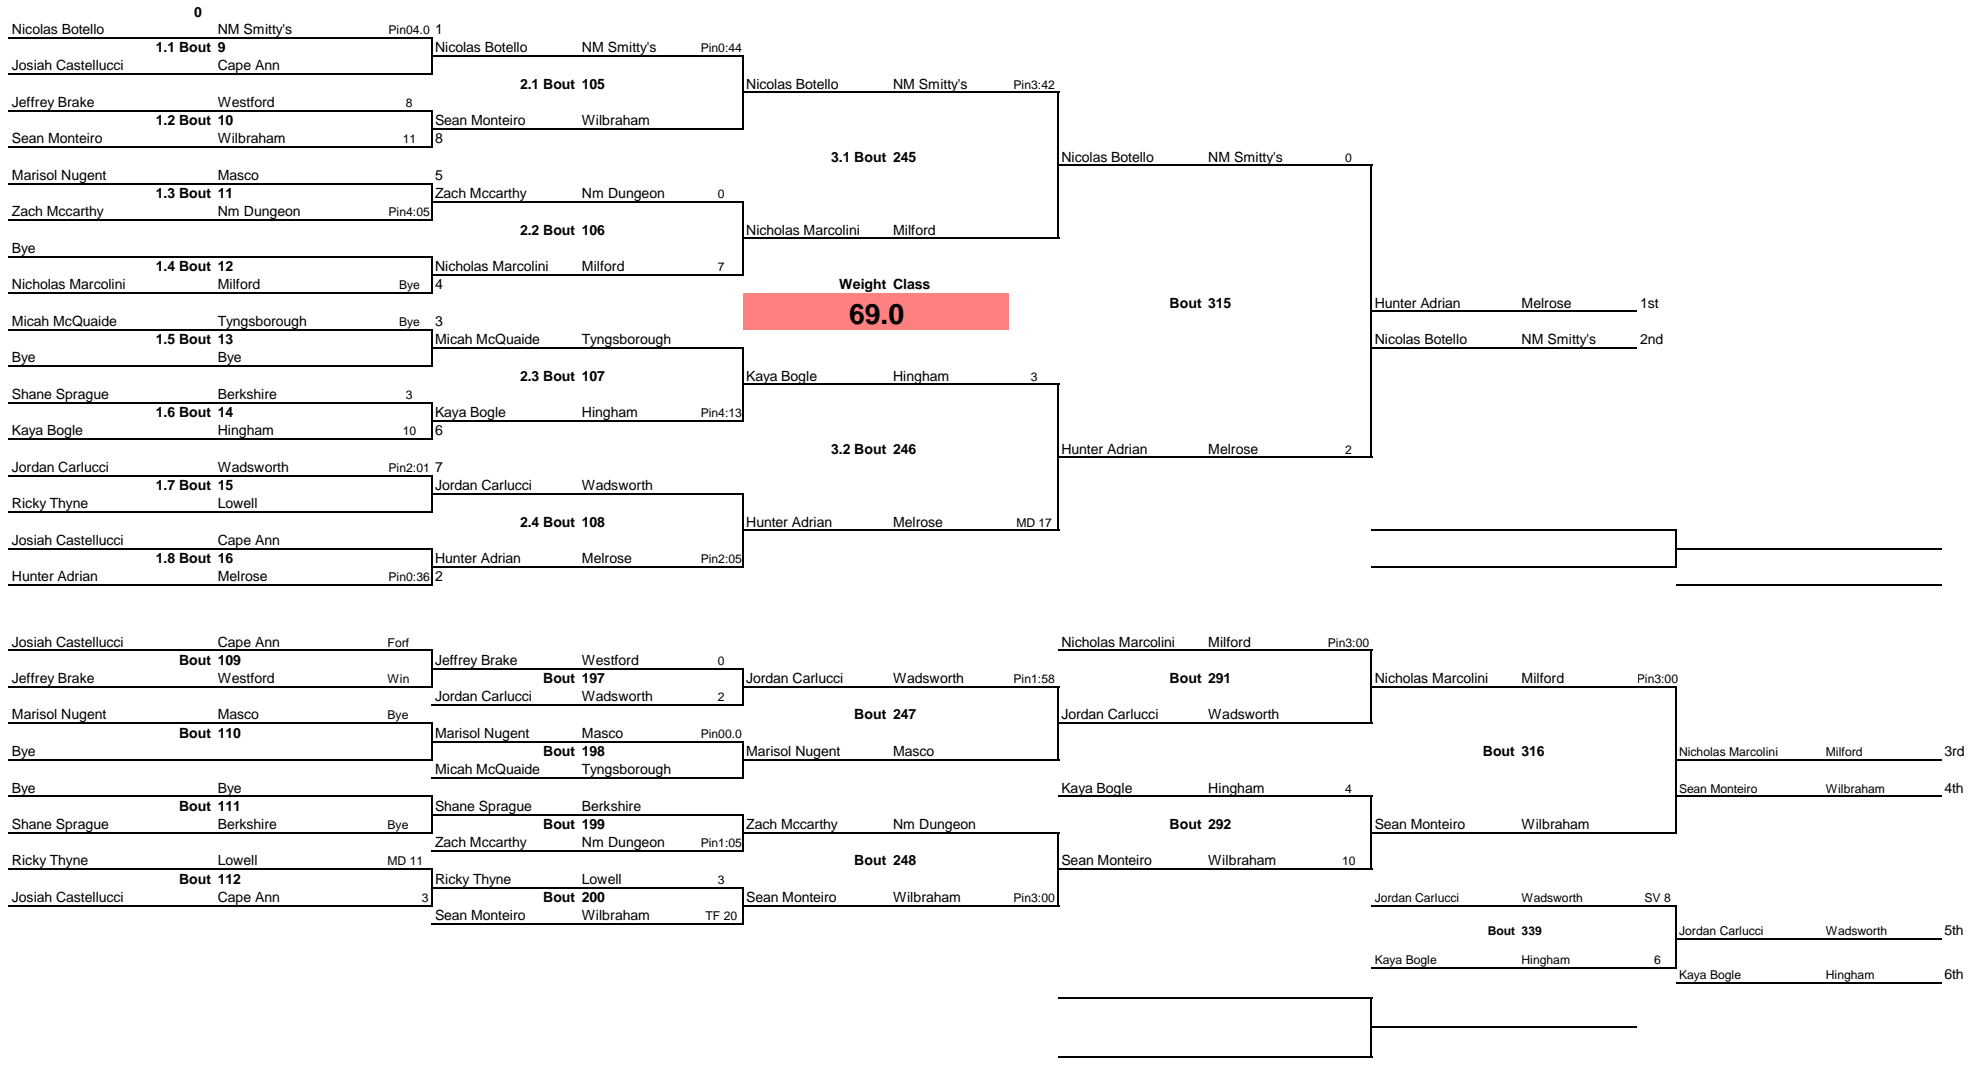 0
Nicolas Botello NM Smitty's Pin04.0 1
1.1 Bout 9 Nicolas Botello NM Smitty's Pin0:44
Josiah Castellucci Cape Ann
2.1 Bout 105 Nicolas Botello NM Smitty's Pin3:42
Jeffrey Brake Westford 8
1.2 Bout 10 Sean Monteiro Wilbraham
Sean Monteiro Wilbraham 11 8
3.1 Bout 245 Nicolas Botello NM Smitty's 0
Marisol Nugent Masco 5
1.3 Bout 11 Zach Mccarthy Nm Dungeon 0
Zach Mccarthy Nm Dungeon Pin4:05
2.2 Bout 106 Nicholas Marcolini Milford
Bye
1.4 Bout 12 Nicholas Marcolini Milford 7
Nicholas Marcolini Milford Bye 4 Weight Class
Bout 315 Hunter Adrian Melrose 1st
69.0
Micah McQuaide Tyngsborough Bye 3
1.5 Bout 13 Micah McQuaide Tyngsborough Nicolas Botello NM Smitty's 2nd
Bye Bye
2.3 Bout 107 Kaya Bogle Hingham 3
Shane Sprague Berkshire 3
1.6 Bout 14 Kaya Bogle Hingham Pin4:13
Kaya Bogle Hingham 10 6
3.2 Bout 246 Hunter Adrian Melrose 2
Jordan Carlucci Wadsworth Pin2:01 7
1.7 Bout 15 Jordan Carlucci Wadsworth
Ricky Thyne Lowell
2.4 Bout 108 Hunter Adrian Melrose MD 17
Josiah Castellucci Cape Ann
1.8 Bout 16 Hunter Adrian Melrose Pin2:05
Hunter Adrian Melrose Pin0:36 2
Josiah Castellucci Cape Ann Forf Nicholas Marcolini Milford Pin3:00
Bout 109 Jeffrey Brake Westford 0
Jeffrey Brake Westford Win Bout 197 Jordan Carlucci Wadsworth Pin1:58 Bout 291 Nicholas Marcolini Milford Pin3:00
Jordan Carlucci Wadsworth 2
Marisol Nugent Masco Bye Bout 247 Jordan Carlucci Wadsworth
Bout 110 Marisol Nugent Masco Pin00.0
Bye Bout 198 Marisol Nugent Masco Bout 316 Nicholas Marcolini Milford 3rd
Micah McQuaide Tyngsborough
Bye Bye Kaya Bogle Hingham 4 Sean Monteiro Wilbraham 4th
Bout 111 Shane Sprague Berkshire
Shane Sprague Berkshire Bye Bout 199 Zach Mccarthy Nm Dungeon Bout 292 Sean Monteiro Wilbraham
Zach Mccarthy Nm Dungeon Pin1:05
Ricky Thyne Lowell MD 11 Bout 248 Sean Monteiro Wilbraham 10
Bout 112 Ricky Thyne Lowell 3
Josiah Castellucci Cape Ann 3 Bout 200 Sean Monteiro Wilbraham Pin3:00 Jordan Carlucci Wadsworth SV 8
Sean Monteiro Wilbraham TF 20
Bout 339 Jordan Carlucci Wadsworth 5th
Kaya Bogle Hingham 6
Kaya Bogle Hingham 6th